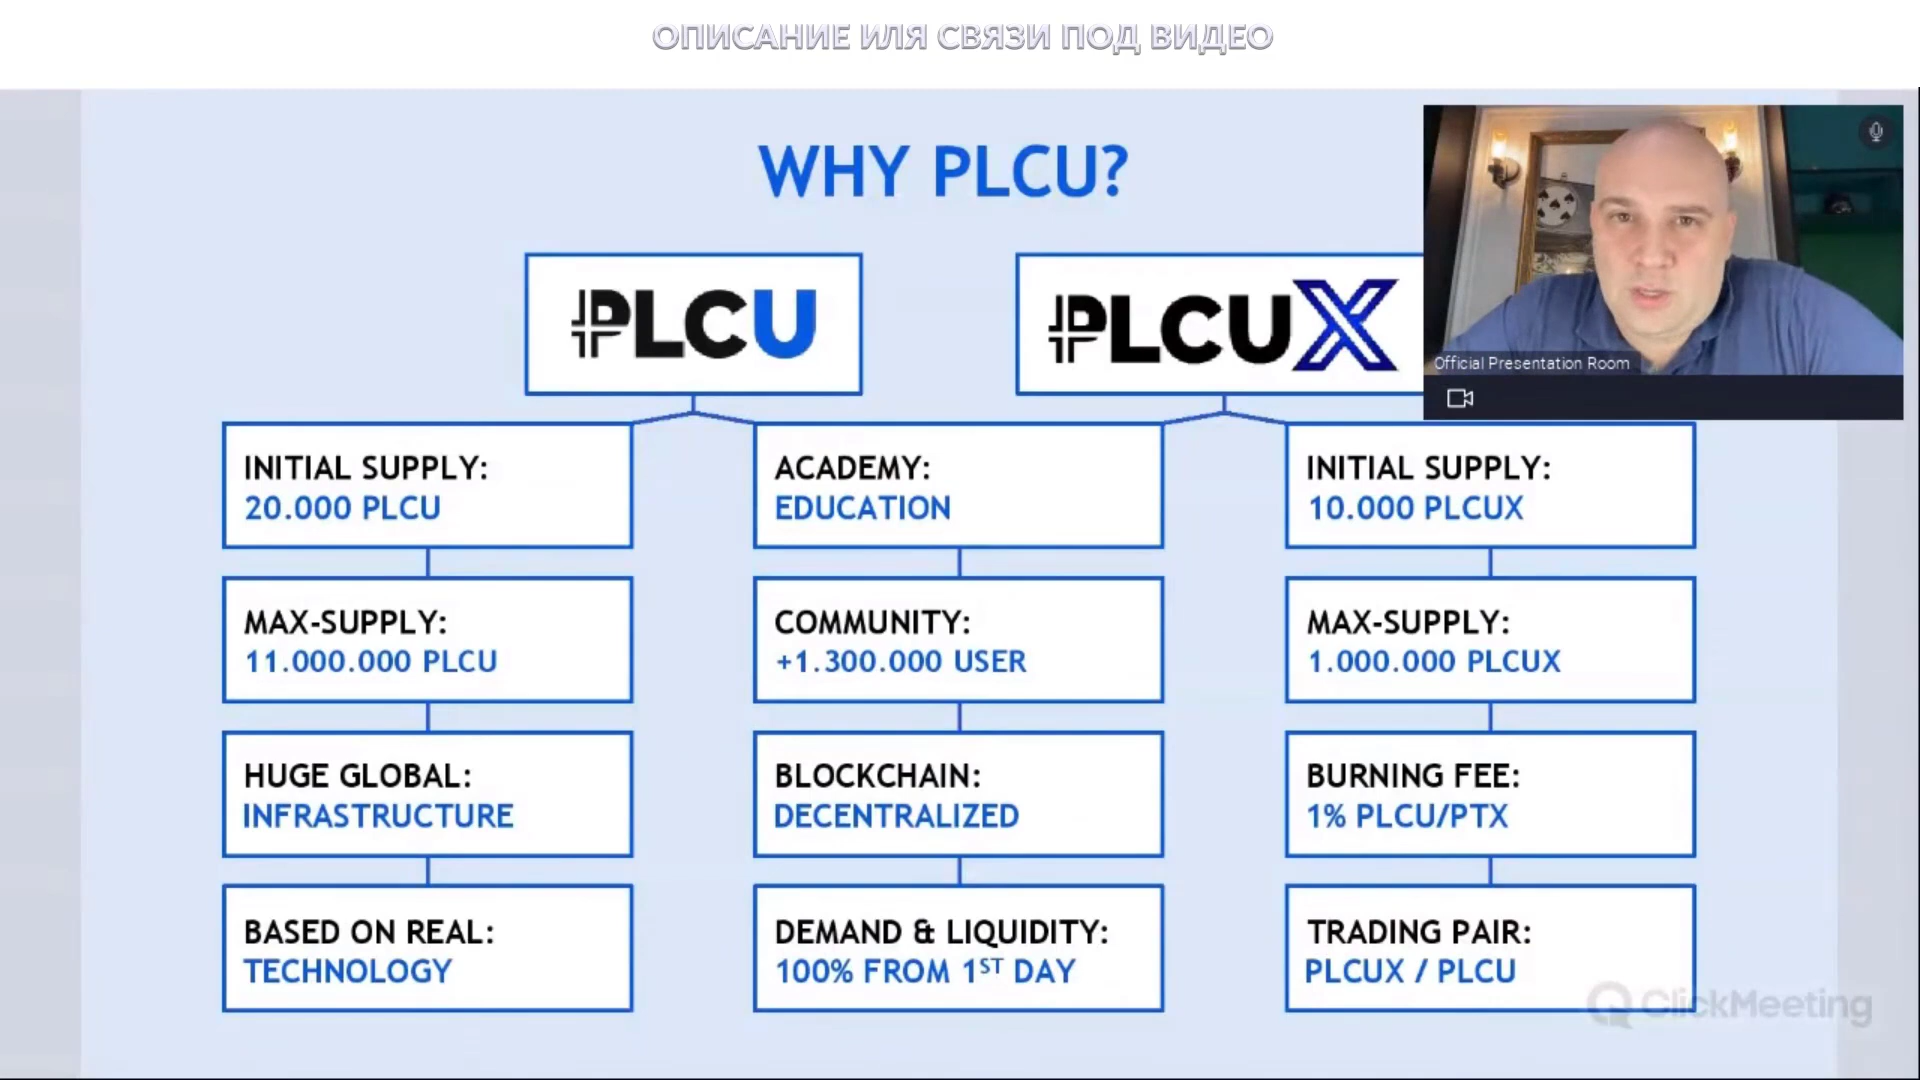 ОПИСАНИЕ ИЛЯ СВЯЗИ ПОД ВИДЕО
WHY PLCU?
PLCU
PLCUX
Official Presentation Room
INITIAL SUPPLY:
20.000 PLCU
MAX-SUPPLY:
11.000.000 PLCU
HUGE GLOBAL:
INFRASTRUCTURE
BASED ON REAL:
TECHNOLOGY
ACADEMY:
EDUCATION
COMMUNITY:
+1.300.000 USER
BLOCKCHAIN:
DECENTRALIZED
DEMAND & LIQUIDITY:
100% FROM 1ST DAY
INITIAL SUPPLY:
10.000 PLCUX
MAX-SUPPLY:
1.000.000 PLCUX
BURNING FEE:
1% PLCU/PTX
TRADING PAIR:
PLCUX / PLCU
ClickMeeting